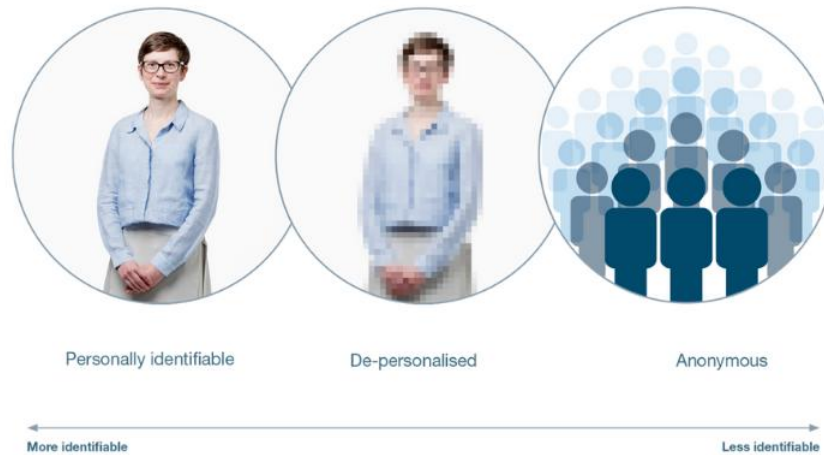 Personally identifiable
De-personalised
Anonymous
More identifiable
Less identifiable